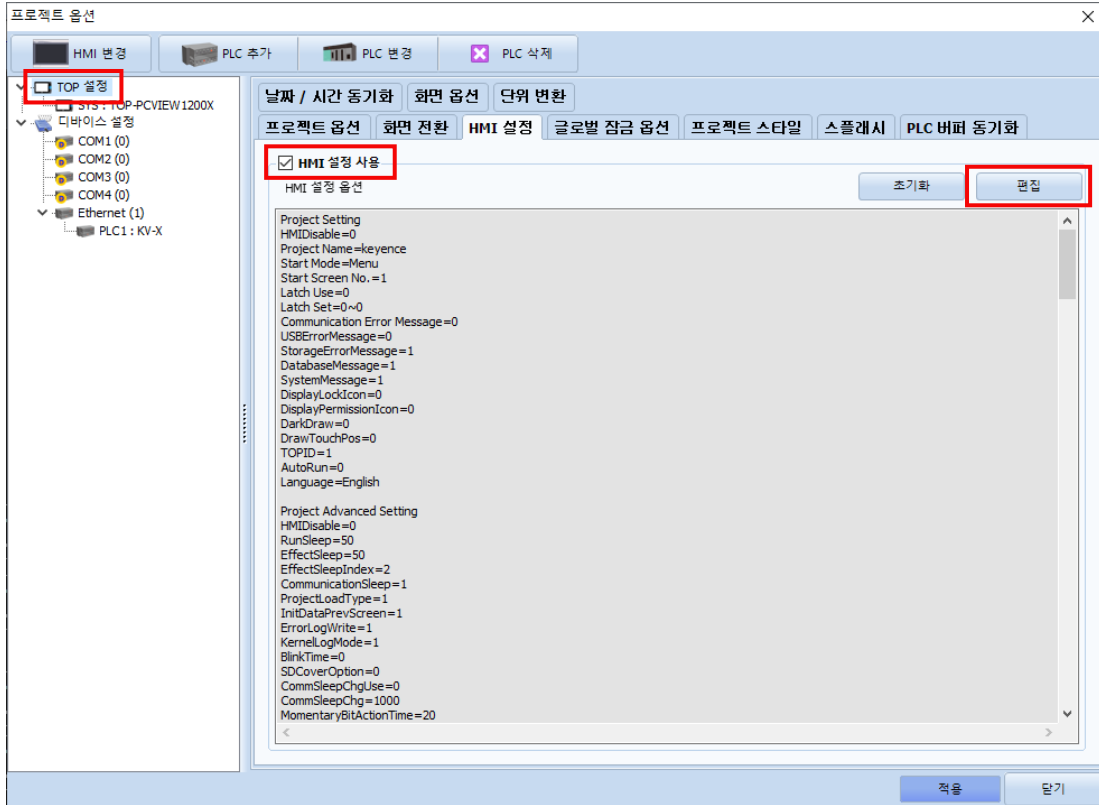 프로젝트 옵션
HMI 변경
PLC 추가
PLC 변경
PLC 삭제
TOP 설정
SYS : TOP-PCVIEW1200X
디바이스 설정
COM1 (0)
COM2 (0)
COM3 (0)
COM4 (0)
Ethernet (1)
PLC1 : KV-X
날짜 / 시간 동기화 화면 옵션 단위 변환
프로젝트 옵션 화면 전환 HMI 설정 글로벌 잠금 옵션 프로젝트 스타일 스플래시 PLC 버퍼 동기화
HMI 설정 사용
HMI 설정 옵션
초기화
편집
Project Setting
HMIDisable=0
Project Name=keyence
Start Mode=Menu
Start Screen No.=1
Latch Use=0
Latch Set=0~0
Communication Error Message=0
USBErrorMessage=0
StorageErrorMessage=1
DatabaseMessage=1
SystemMessage=1
DisplayLockIcon=0
DisplayPermissionIcon=0
DarkDraw=0
DrawTouchPos=0
TOPID=1
AutoRun=0
Language=English
Project Advanced Setting
HMIDisable=0
RunSleep=50
EffectSleep=50
EffectSleepIndex=2
CommunicationSleep=1
ProjectLoadType=1
InitDataPrevScreen=1
ErrorLogWrite=1
KernelLogMode=1
BlinkTime=0
SDCoverOption=0
CommSleepChgUse=0
CommSleepChg=1000
MomentaryBitActionTime=20
적용
닫기